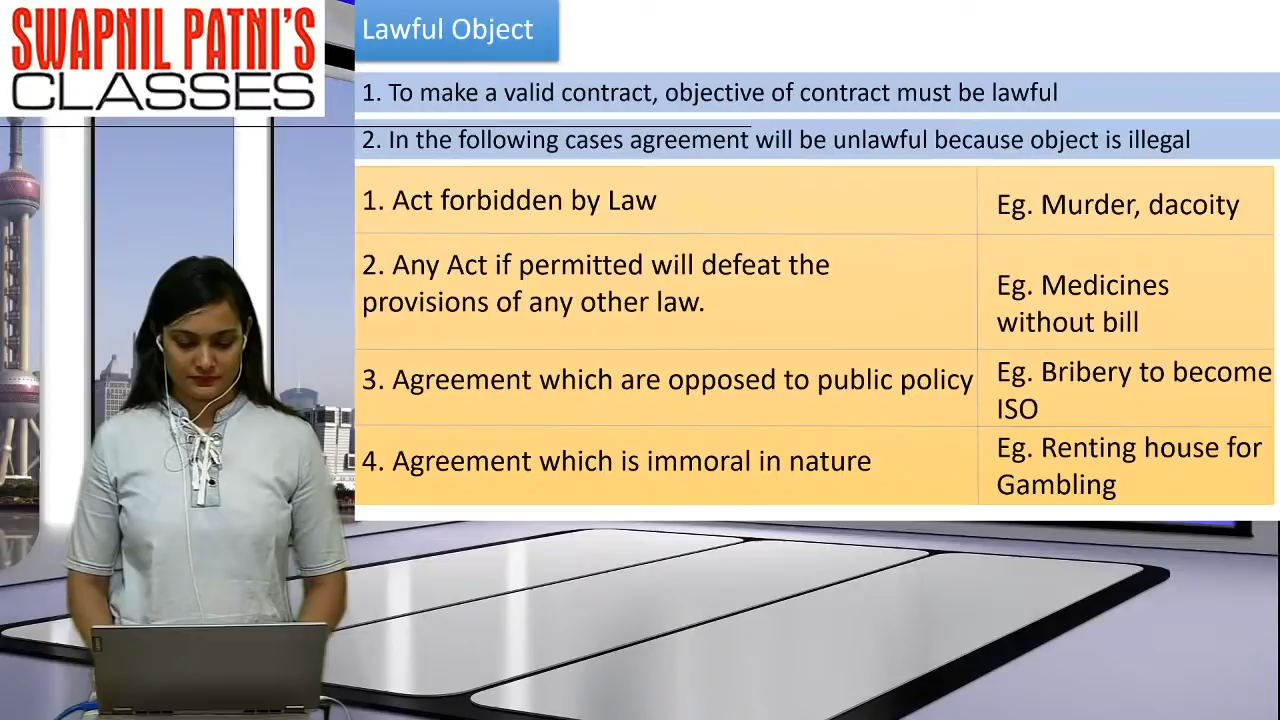 SWAPNIL PATNI'S
CLASSES
Lawful Object
1. To make a valid contract, objective of contract must be lawful
2. In the following cases agreement will be unlawful because object is illegal
1. Act forbidden by Law
Eg. Murder, dacoity
2. Any Act if permitted will defeat the
provisions of any other law.
Eg. Medicines
without bill
3. Agreement which are opposed to public policy
Eg. Bribery to become
ISO
4. Agreement which is immoral in nature
Eg. Renting house for
Gambling